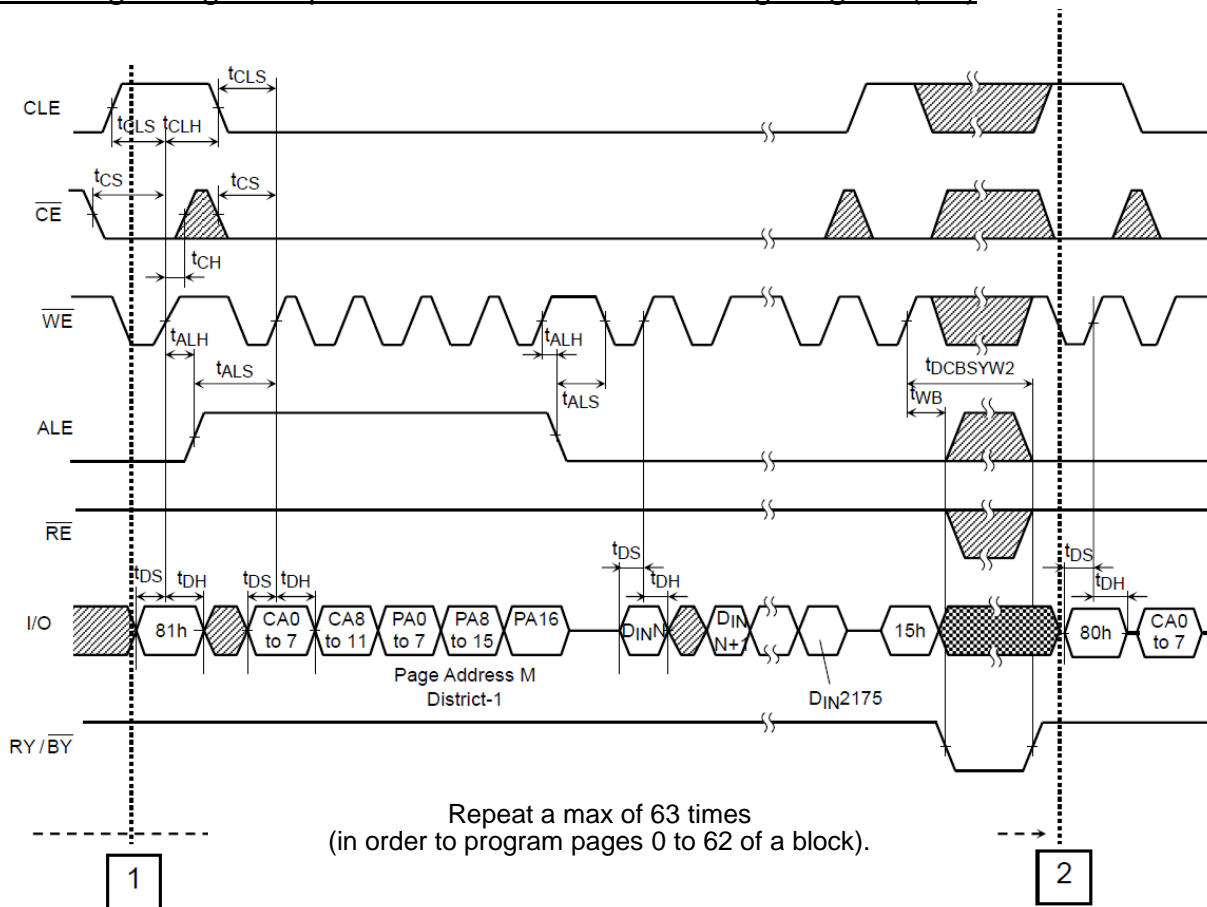 CLE
tCLS
tCLS tCLH
CE
tCS tCS
tCH
WE
tALH tALH
tALS tALS
tDCBSYW2
tWB
ALE
RE
tDS tDH tDS tDH tDS tDH tDS tDH
I/O
81h
CA0 to 7
CA8 to 11
PA0 to 7
PA8 to 15
PA16
DINN
DIN N+1
15h
80h
CA0 to 7
Page Address M
District-1
DIN2175
RY/BY
Repeat a max of 63 times
(in order to program pages 0 to 62 of a block).
1
2